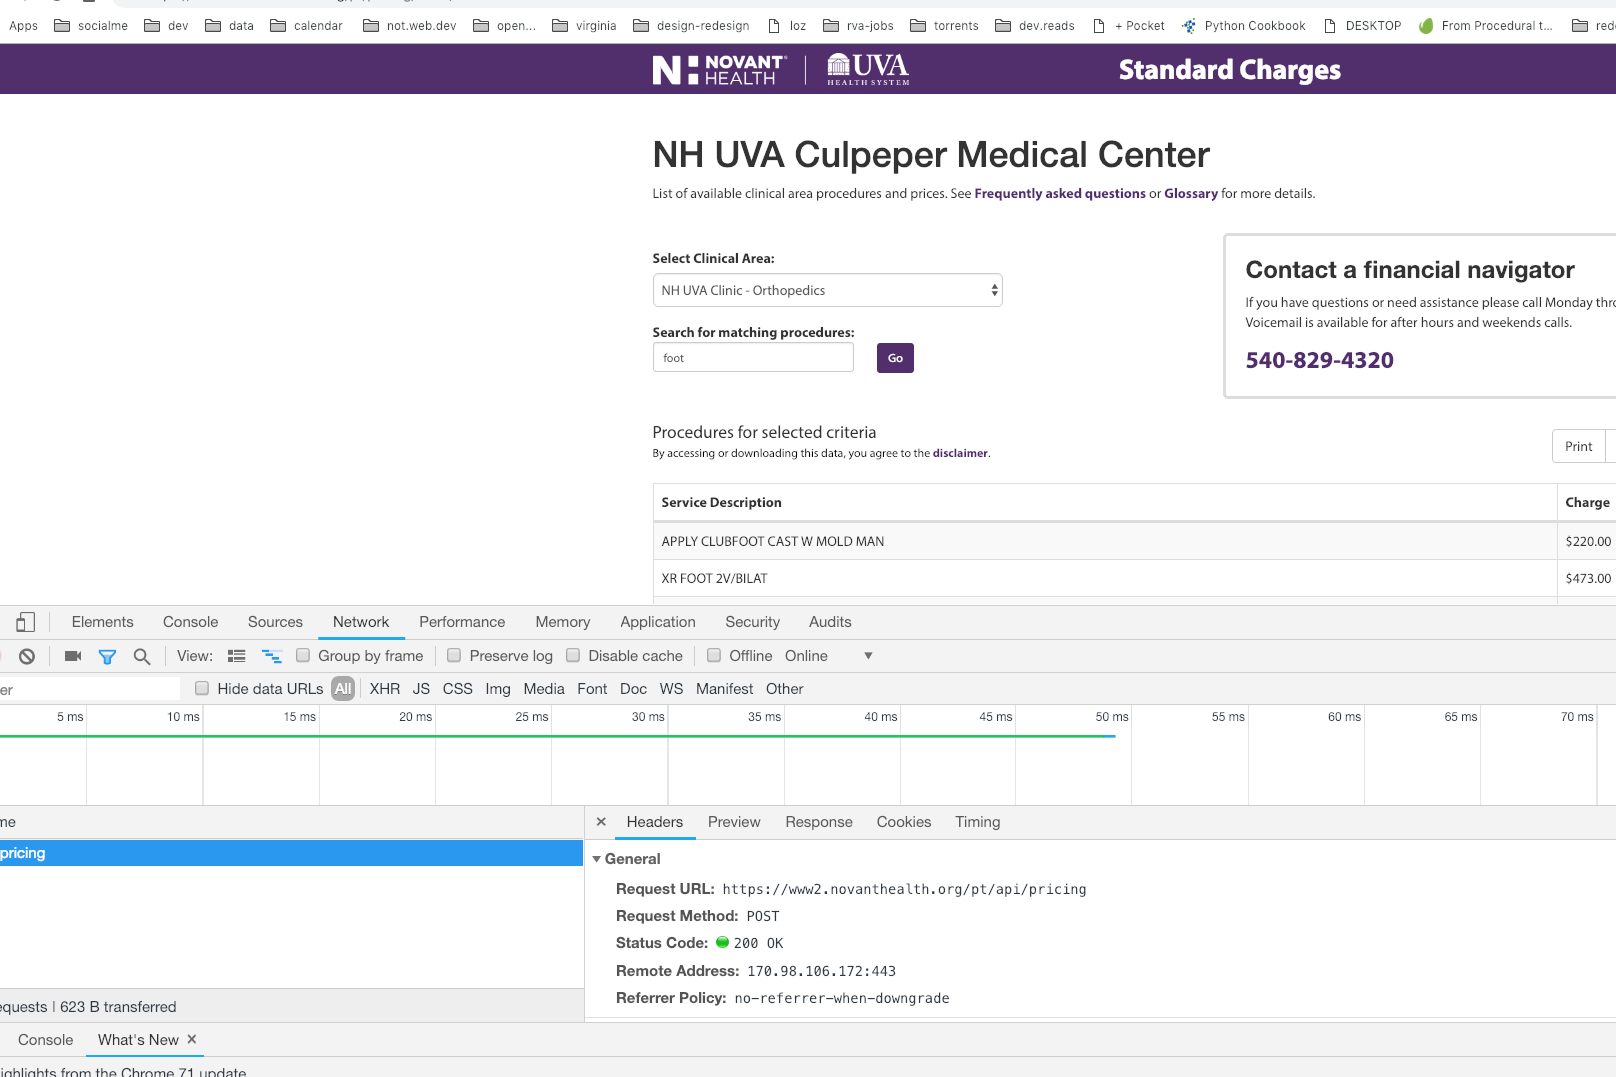 Apps socialme dev data calendar not.web.dev open... virginia design-redesign loz rva-jobs torrents dev.reads + Pocket Python Cookbook DESKTOP From Procedural t... red
NOVANT HEALTH UVA HEALTH SYSTEM Standard Charges
NH UVA Culpeper Medical Center
List of available clinical area procedures and prices. See Frequently asked questions or Glossary for more details.
Select Clinical Area:
NH UVA Clinic - Orthopedics
Search for matching procedures:
foot Go
Contact a financial navigator
If you have questions or need assistance please call Monday thro
Voicemail is available for after hours and weekends calls.
540-829-4320
Procedures for selected criteria
By accessing or downloading this data, you agree to the disclaimer.
Print
Service Description Charge
APPLY CLUBFOOT CAST W MOLD MAN $220.00
XR FOOT 2V/BILAT $473.00
Elements Console Sources Network Performance Memory Application Security Audits
View: Group by frame Preserve log Disable cache Offline Online
er Hide data URLs All XHR JS CSS Img Media Font Doc WS Manifest Other
5 ms 10 ms 15 ms 20 ms 25 ms 30 ms 35 ms 40 ms 45 ms 50 ms 55 ms 60 ms 65 ms 70 ms
me
pricing
× Headers Preview Response Cookies Timing
General
Request URL: https://www2.novanthealth.org/pt/api/pricing
Request Method: POST
Status Code: 200 OK
Remote Address: 170.98.106.172:443
Referrer Policy: no-referrer-when-downgrade
equests | 623 B transferred
Console What's New ×
ighlights from the Chrome 71 update